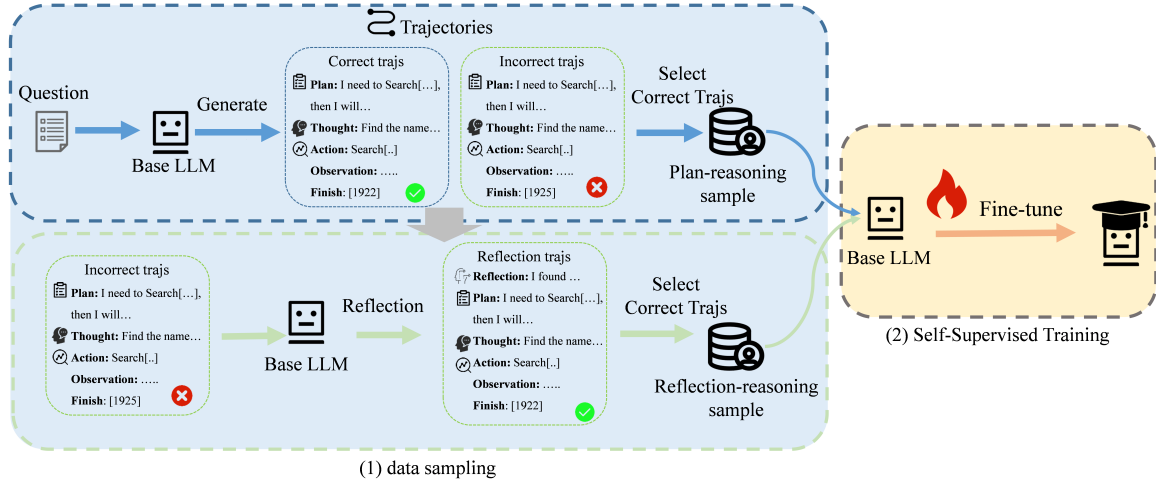 Trajectories
Question
Base LLM
Generate
Correct trajs
Plan: I need to Search[…],
then I will…
Thought: Find the name…
Action: Search[..]
Observation: …..
Finish: [1922]
Incorrect trajs
Plan: I need to Search[…],
then I will…
Thought: Find the name…
Action: Search[..]
Observation: …..
Finish: [1925]
Select
Correct Trajs
Plan-reasoning
sample
Incorrect trajs
Plan: I need to Search[…],
then I will…
Thought: Find the name…
Action: Search[..]
Observation: …..
Finish: [1925]
Base LLM
Reflection
Reflection trajs
Reflection: I found …
Plan: I need to Search[…],
then I will…
Thought: Find the name…
Action: Search[..]
Observation: …..
Finish: [1922]
Select
Correct Trajs
Reflection-reasoning
sample
(1) data sampling
Base LLM
Fine-tune
(2) Self-Supervised Training